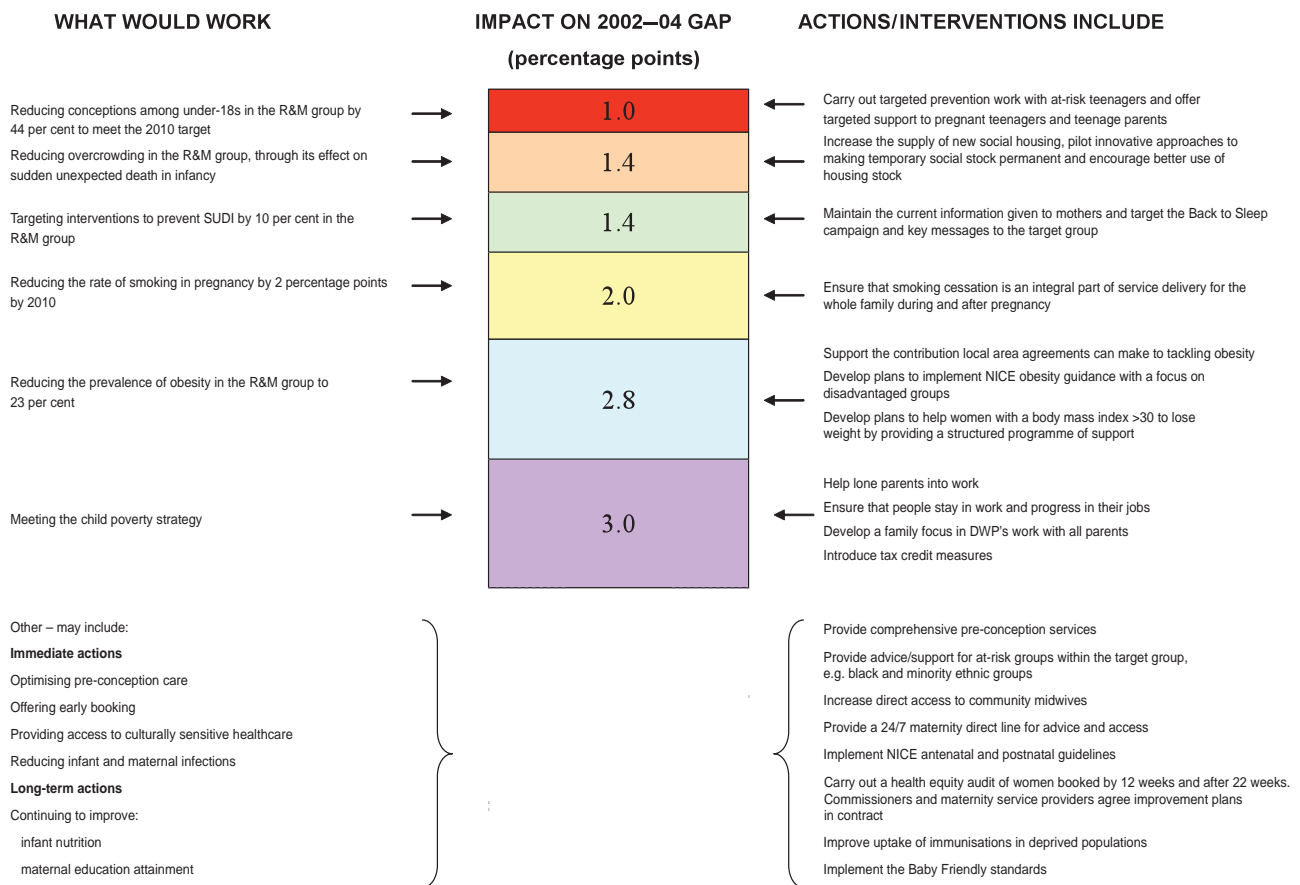 WHAT WOULD WORK
IMPACT ON 2002–04 GAP
(percentage points)
ACTIONS/INTERVENTIONS INCLUDE
Reducing conceptions among under-18s in the R&M group by
44 per cent to meet the 2010 target
1.0
Carry out targeted prevention work with at-risk teenagers and offer
targeted support to pregnant teenagers and teenage parents
Reducing overcrowding in the R&M group, through its effect on
sudden unexpected death in infancy
1.4
Increase the supply of new social housing, pilot innovative approaches to
making temporary social stock permanent and encourage better use of
housing stock
Targeting interventions to prevent SUDI by 10 per cent in the
R&M group
1.4
Maintain the current information given to mothers and target the Back to Sleep
campaign and key messages to the target group
Reducing the rate of smoking in pregnancy by 2 percentage points
by 2010
2.0
Ensure that smoking cessation is an integral part of service delivery for the
whole family during and after pregnancy
Reducing the prevalence of obesity in the R&M group to
23 per cent
2.8
Support the contribution local area agreements can make to tackling obesity
Develop plans to implement NICE obesity guidance with a focus on
disadvantaged groups
Develop plans to help women with a body mass index >30 to lose
weight by providing a structured programme of support
Meeting the child poverty strategy
3.0
Help lone parents into work
Ensure that people stay in work and progress in their jobs
Develop a family focus in DWP's work with all parents
Introduce tax credit measures
Other – may include:
Immediate actions
Optimising pre-conception care
Offering early booking
Providing access to culturally sensitive healthcare
Reducing infant and maternal infections
Long-term actions
Continuing to improve:
infant nutrition
maternal education attainment
Provide comprehensive pre-conception services
Provide advice/support for at-risk groups within the target group,
e.g. black and minority ethnic groups
Increase direct access to community midwives
Provide a 24/7 maternity direct line for advice and access
Implement NICE antenatal and postnatal guidelines
Carry out a health equity audit of women booked by 12 weeks and after 22 weeks.
Commissioners and maternity service providers agree improvement plans
in contract
Improve uptake of immunisations in deprived populations
Implement the Baby Friendly standards